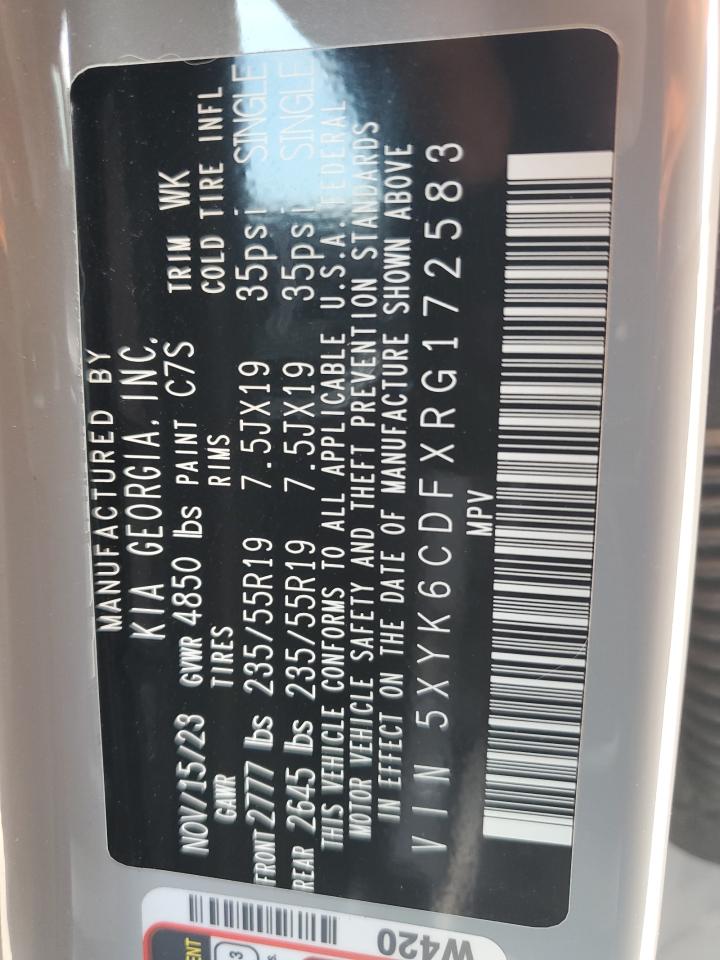 MANUFACTURED BY
KIA GEORGIA, INC.
NOV/15/23 GVWR 4850 lbs PAINT C7S TRIM WK
GAWR TIRES RIMS COLD TIRE INFL
FRONT 2777 lbs 235/55R19 7.5JX19 35psi SINGLE
REAR 2645 lbs 235/55R19 7.5JX19 35psi SINGLE
THIS VEHICLE CONFORMS TO ALL APPLICABLE U.S.A. FEDERAL
MOTOR VEHICLE SAFETY AND THEFT PREVENTION STANDARDS
IN EFFECT ON THE DATE OF MANUFACTURE SHOWN ABOVE
VIN 5XYK6CDFXRG172583
MPV
W420
3